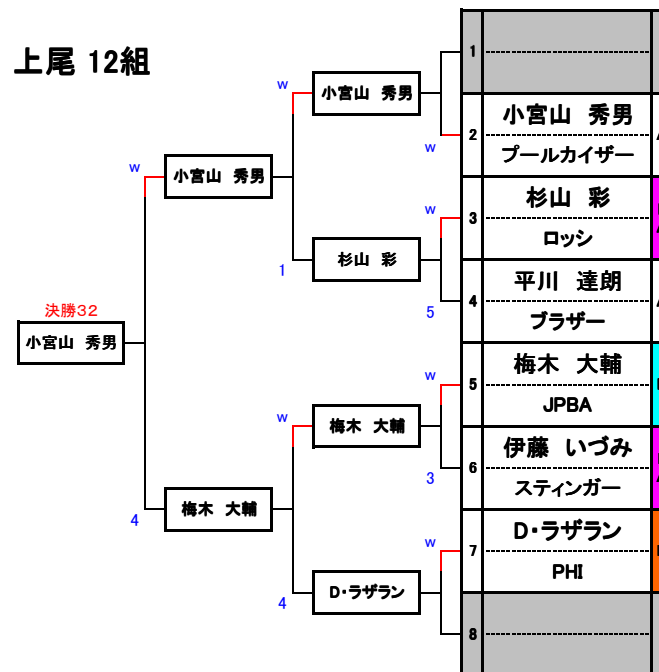 上尾 12組
1
w
小宮山 秀男
小宮山 秀男
2
プールカイザー
w
w
小宮山 秀男
w
杉山 彩
3
ロッシ
杉山 彩
1
平川 達朗
4
ブラザー
5
決勝32
小宮山 秀男
梅木 大輔
w
5
JPBA
w
梅木 大輔
伊藤 いづみ
6
スティンガー
3
梅木 大輔
4
D・ラザラン
w
7
PHI
D・ラザラン
4
8